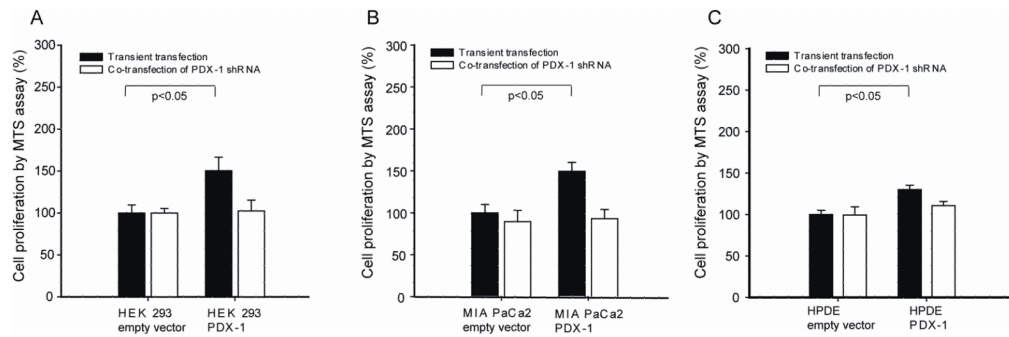 A
Cell proliferation by MTS assay (%)
300
250
200
150
100
50
0
Transient transfection
Co-transfection of PDX-1 shRNA
p<0.05
HEK 293
empty vector
HEK 293
PDX-1
B
Cell proliferation by MTS assay (%)
300
250
200
150
100
50
0
Transient transfection
Co-transfection of PDX-1 shRNA
p<0.05
MIA PaCa2
empty vector
MIA PaCa2
PDX-1
C
Cell proliferation by MTS assay (%)
300
250
200
150
100
50
0
Transient transfection
Co-transfection of PDX-1 shRNA
p<0.05
HPDE
empty vector
HPDE
PDX-1